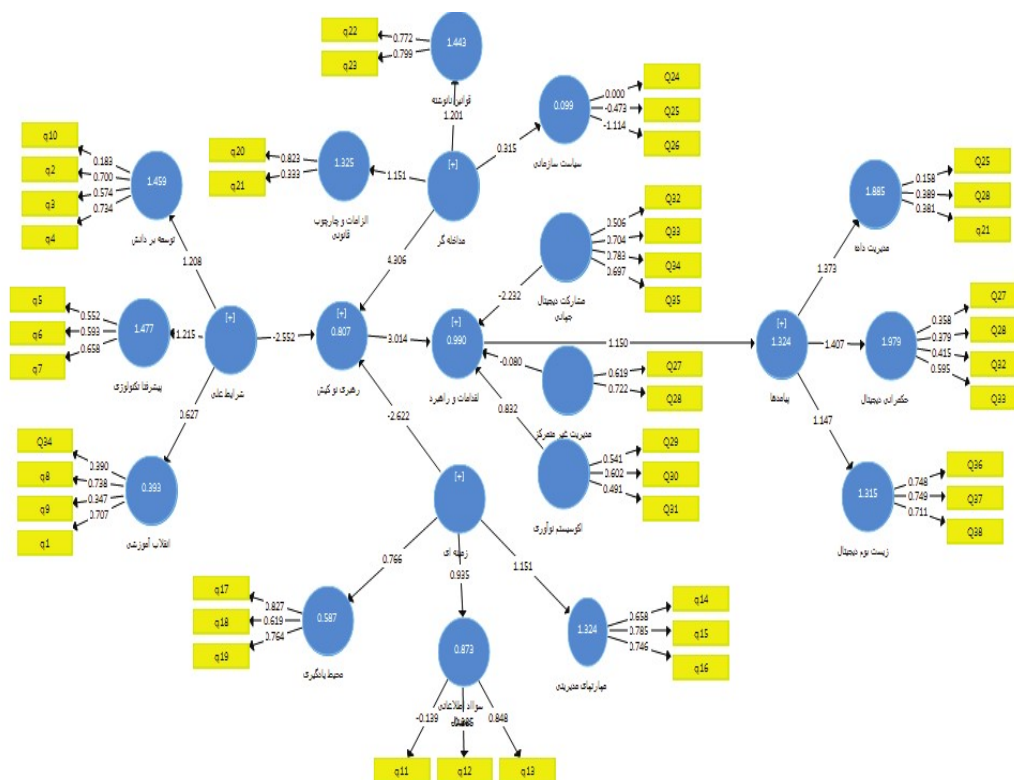 q22
q23
0.772
0.799
1.443
قوانین نانوشته
1.201
Q24
Q25
Q26
0.000
-0.473
-1.114
0.099
سیاست سازمانی
0.315
q10
q2
q3
q4
0.183
0.700
0.574
0.734
1.459
توسعه بر دانش
1.208
q20
q21
0.823
0.333
1.325
الزامات و چارچوب
قانونی
1.151
[+]
مداخله گر
4.306
Q32
Q33
Q34
Q35
0.506
0.704
0.783
0.697
مشارکت دیجیتال
جهانی
-2.232
Q25
Q28
q21
0.158
0.389
0.381
1.885
مدیریت داده
1.373
q5
q6
q7
0.552
0.593
0.658
1.477
پیشرفتا تکنولوژی
1.215
[+]
شرایط علی
-2.552
[+]
0.807
رهبری نو کیش
3.014
[+]
0.990
اقدامات و راهبرد
1.150
[+]
1.324
پیامدها
1.407
1.979
حکمرانی دیجیتال
Q27
Q28
Q32
Q33
0.358
0.379
0.415
0.595
-0.080
مدیریت غیر متمرکز
0.619
0.722
Q27
Q28
0.832
اکوسیستم نوآوری
0.541
0.602
0.491
Q29
Q30
Q31
0.627
Q34
q8
q9
q1
0.390
0.738
0.347
0.707
0.393
انقلاب آموزشی
-2.622
[+]
زمینه ای
1.147
1.315
زیست بوم دیجیتال
0.748
0.749
0.711
Q36
Q37
Q38
0.766
0.935
1.151
q17
q18
q19
0.827
0.619
0.764
0.587
محیط یادگیری
0.873
سواد اطلاعاتی
-0.139
0.848
q11
q12
q13
1.324
مهارتهای مدیریتی
0.658
0.785
0.746
q14
q15
q16